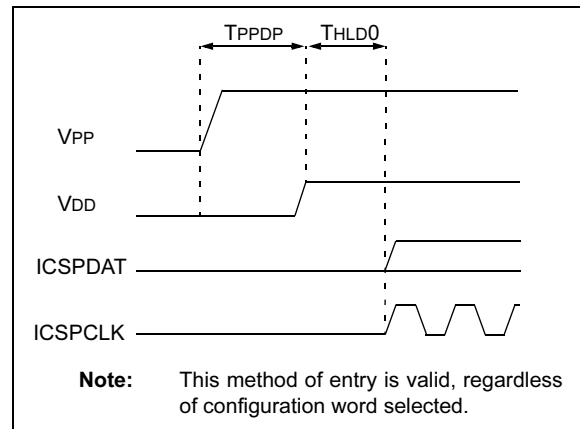 TPPDP THLD0
VPP
VDD
ICSPDAT
ICSPCLK
Note: This method of entry is valid, regardless
of configuration word selected.